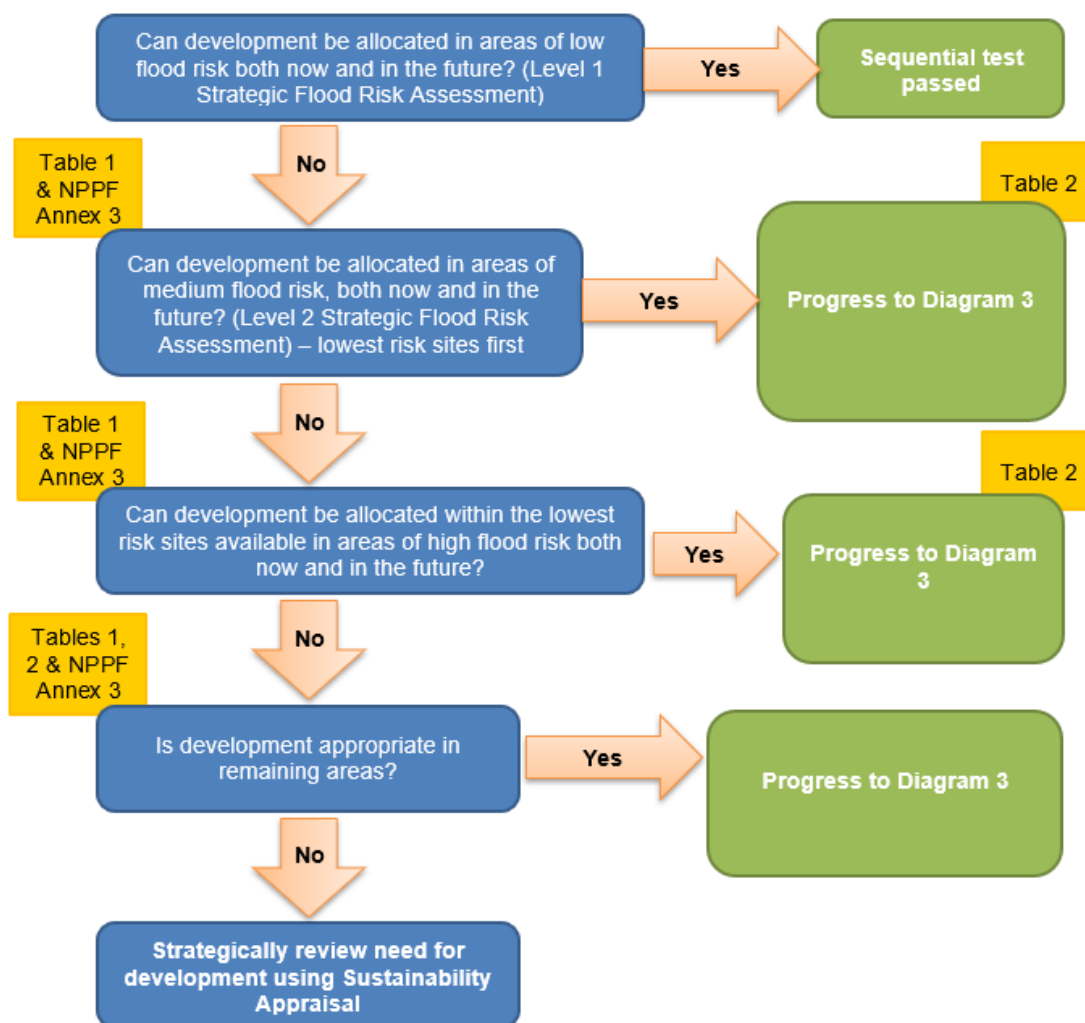 Can development be allocated in areas of low
flood risk both now and in the future? (Level 1
Strategic Flood Risk Assessment)
Yes
Sequential test
passed
No
Table 1
& NPPF
Annex 3
Table 2
Can development be allocated in areas of
medium flood risk, both now and in the
future? (Level 2 Strategic Flood Risk
Assessment) – lowest risk sites first
Yes
Progress to Diagram 3
No
Table 1
& NPPF
Annex 3
Table 2
Can development be allocated within the lowest
risk sites available in areas of high flood risk both
now and in the future?
Yes
Progress to Diagram
3
No
Tables 1,
2 & NPPF
Annex 3
Is development appropriate in
remaining areas?
Yes
Progress to Diagram 3
No
Strategically review need for
development using Sustainability
Appraisal